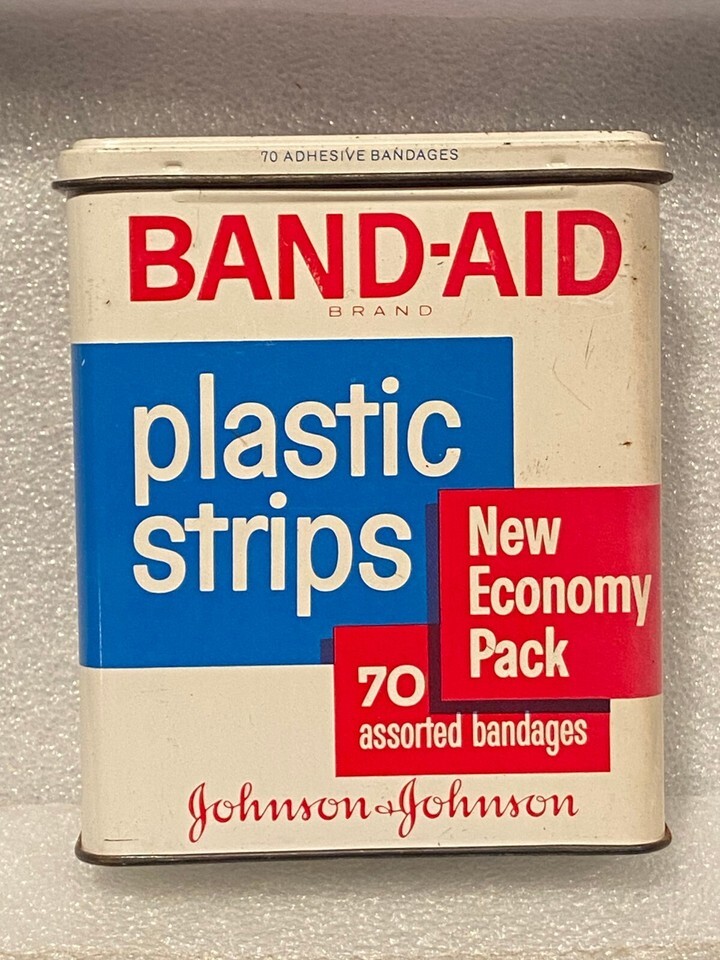 70 ADHESIVE BANDAGES
BAND-AID
BRAND
plastic
strips
New
Economy
Pack
70
assorted bandages
Johnson & Johnson